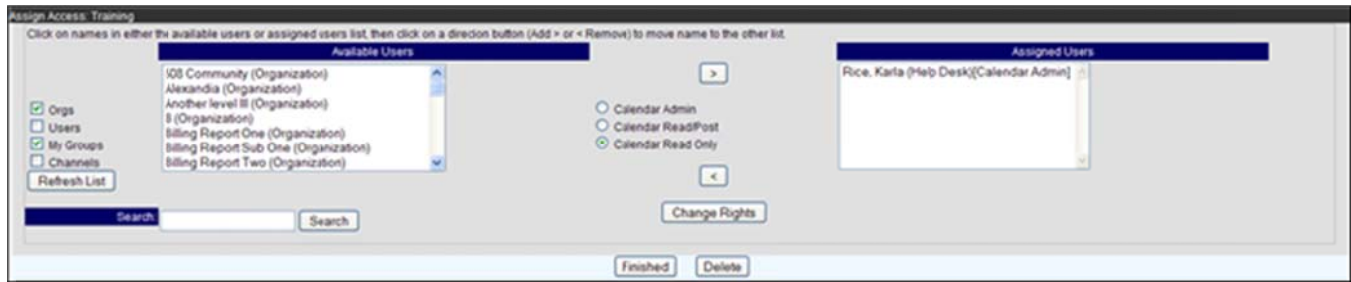 Assign Access: Training
Click on names in either the available users or assigned users list, then click on a direction button (Add > or < Remove) to move name to the other list.
Available Users
Assigned Users
508 Community (Organization)
Alexandia (Organization)
Another level III (Organization)
B (Organization)
Billing Report One (Organization)
Billing Report Sub One (Organization)
Billing Report Two (Organization)
Orgs
Users
My Groups
Channels
Refresh List
>
Calendar Admin
Calendar Read/Post
Calendar Read Only
<
Change Rights
Rice, Karla (Help Desk)[Calendar Admin]
Search
Search
Finished
Delete